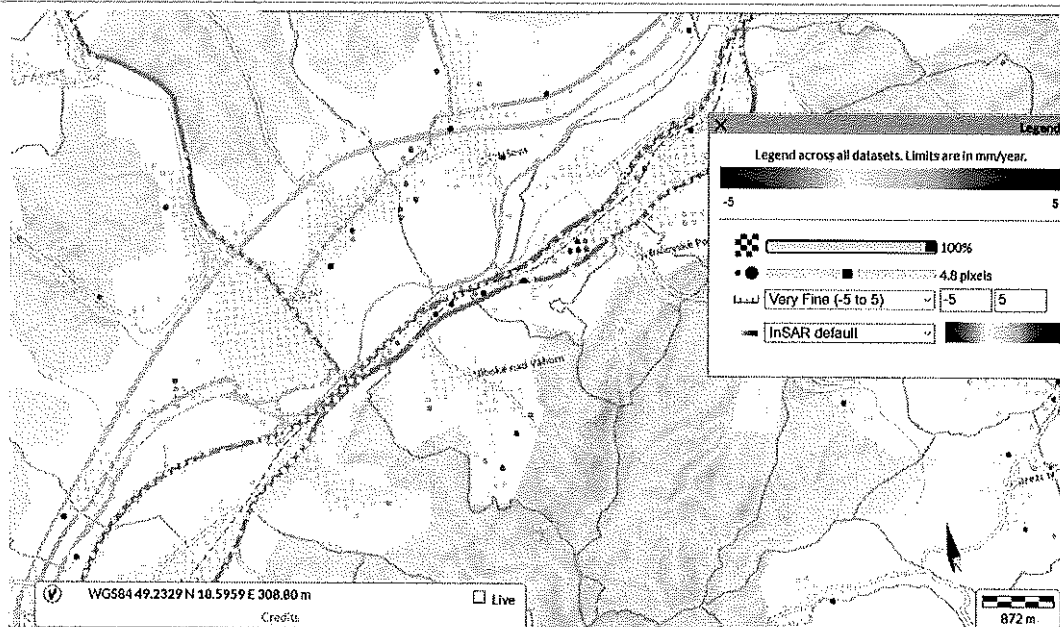 Legend
Legend across all datasets. Limits are in mm/year.
-5 5
100%
4.8 pixels
Very Fine (-5 to 5) -5 5
InSAR default
WGS84 49.2329 N 18.5959 E 308.80 m
Live
Credits
872 m